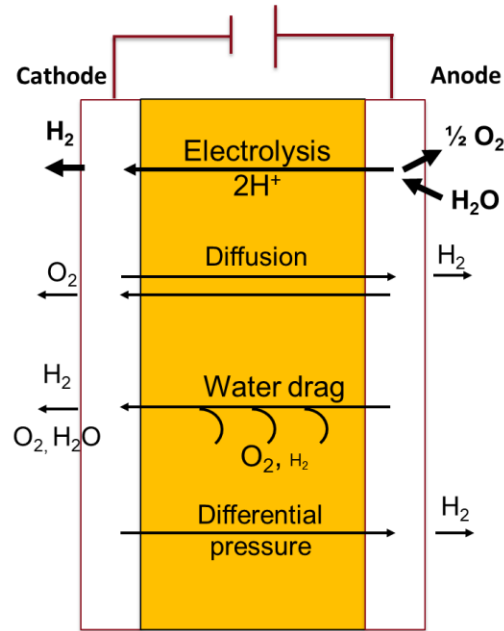 Cathode
Anode
H₂
Electrolysis
½ O₂
2H⁺
H₂O
O₂
Diffusion
H₂
H₂
Water drag
O₂, H₂O
O₂, H₂
Differential
H₂
pressure